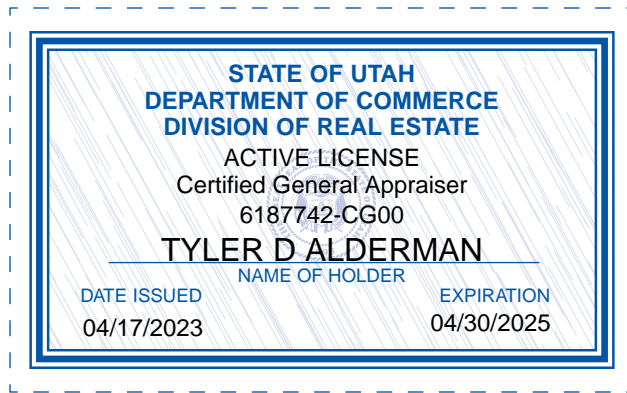 STATE OF UTAH
DEPARTMENT OF COMMERCE
DIVISION OF REAL ESTATE
ACTIVE LICENSE
Certified General Appraiser
6187742-CG00
TYLER D ALDERMAN
NAME OF HOLDER
DATE ISSUED EXPIRATION
04/17/2023 04/30/2025